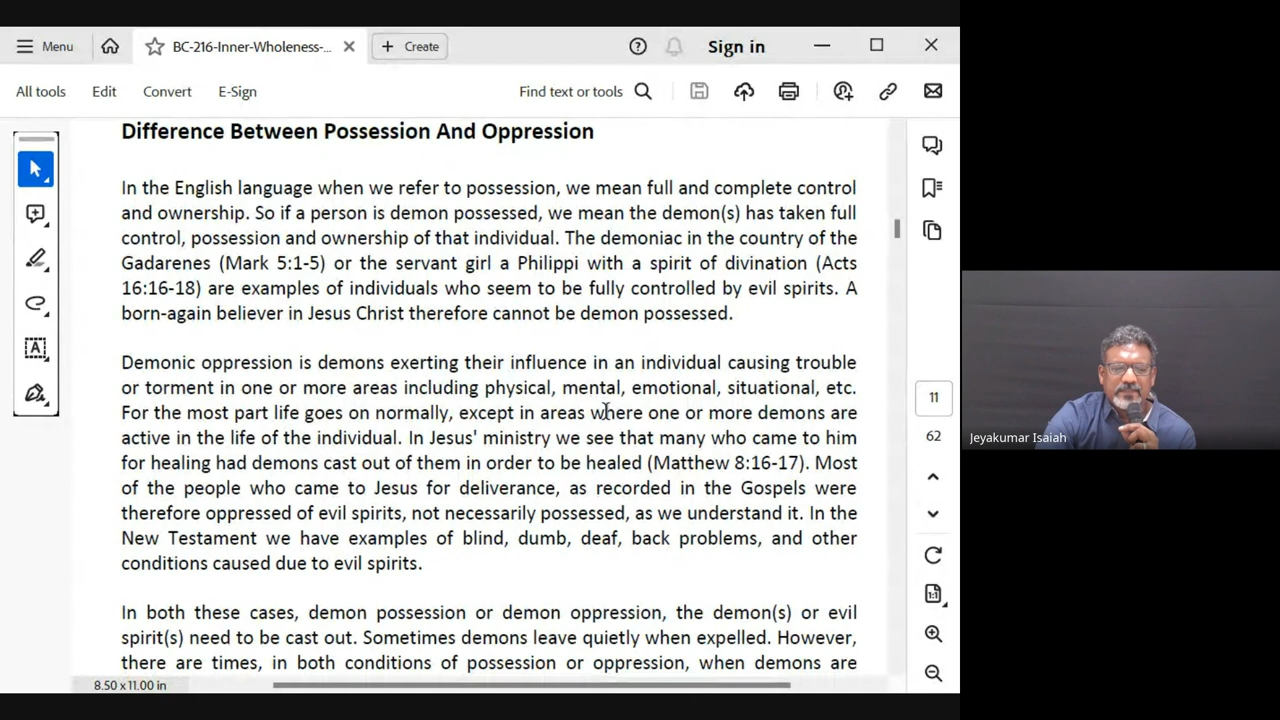 Menu
BC-216-Inner-Wholeness-...
Create
Sign in
All tools
Edit
Convert
E-Sign
Find text or tools
Difference Between Possession And Oppression
In the English language when we refer to possession, we mean full and complete control
and ownership. So if a person is demon possessed, we mean the demon(s) has taken full
control, possession and ownership of that individual. The demoniac in the country of the
Gadarenes (Mark 5:1-5) or the servant girl a Philippi with a spirit of divination (Acts
16:16-18) are examples of individuals who seem to be fully controlled by evil spirits. A
born-again believer in Jesus Christ therefore cannot be demon possessed.
Demonic oppression is demons exerting their influence in an individual causing trouble
or torment in one or more areas including physical, mental, emotional, situational, etc.
For the most part life goes on normally, except in areas where one or more demons are
active in the life of the individual. In Jesus' ministry we see that many who came to him
for healing had demons cast out of them in order to be healed (Matthew 8:16-17). Most
of the people who came to Jesus for deliverance, as recorded in the Gospels were
therefore oppressed of evil spirits, not necessarily possessed, as we understand it. In the
New Testament we have examples of blind, dumb, deaf, back problems, and other
conditions caused due to evil spirits.
In both these cases, demon possession or demon oppression, the demon(s) or evil
spirit(s) need to be cast out. Sometimes demons leave quietly when expelled. However,
there are times, in both conditions of possession or oppression, when demons are
8.50 x 11.00 in
11
62
Jeyakumar Isaiah